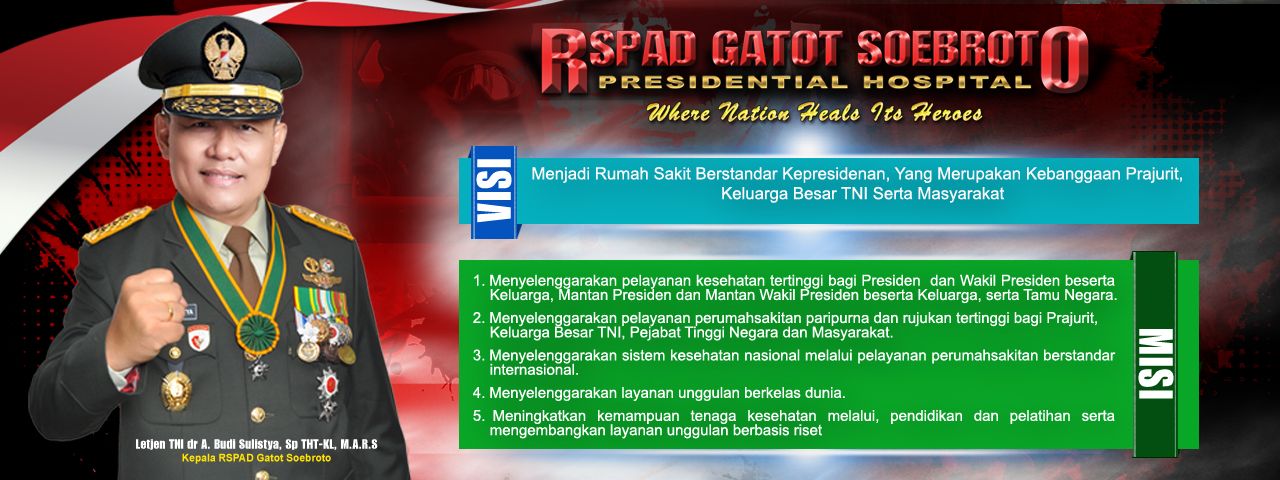 RSPAD GATOT SOEBROTO
PRESIDENTIAL HOSPITAL
Where Nation Heals Its Heroes
VISI
Menjadi Rumah Sakit Berstandar Kepresidenan, Yang Merupakan Kebanggaan Prajurit,
Keluarga Besar TNI Serta Masyarakat
MISI
1. Menyelenggarakan pelayanan kesehatan tertinggi bagi Presiden dan Wakil Presiden beserta
Keluarga, Mantan Presiden dan Mantan Wakil Presiden beserta Keluarga, serta Tamu Negara.
2. Menyelenggarakan pelayanan perumahsakitan paripurna dan rujukan tertinggi bagi Prajurit,
Keluarga Besar TNI, Pejabat Tinggi Negara dan Masyarakat.
3. Menyelenggarakan sistem kesehatan nasional melalui pelayanan perumahsakitan berstandar
internasional.
4. Menyelenggarakan layanan unggulan berkelas dunia.
5. Meningkatkan kemampuan tenaga kesehatan melalui, pendidikan dan pelatihan serta
mengembangkan layanan unggulan berbasis riset
Letjen TNI dr A. Budi Sulistya, Sp THT-KL, M.A.R.S
Kepala RSPAD Gatot Soebroto